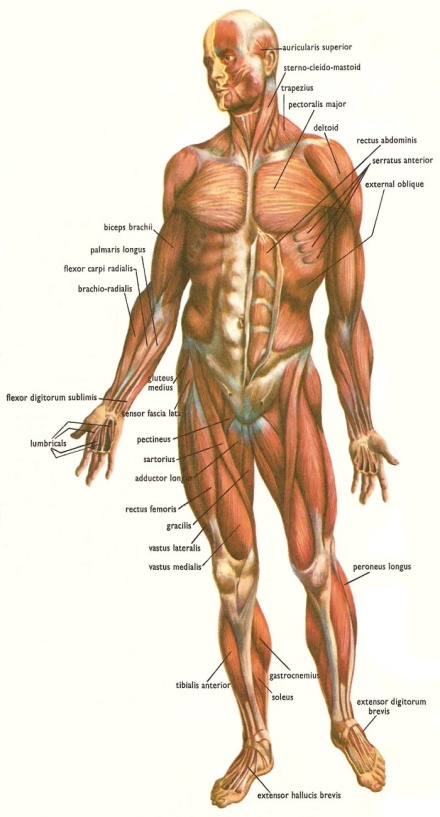 auricularis superior
sterno-cleido-mastoid
trapezius
pectoralis major
deltoid
rectus abdominis
serratus anterior
external oblique
biceps brachii
palmaris longus
flexor carpi radialis
brachio-radialis
gluteus
medius
flexor digitorum sublimis
tensor fascia lata
lumbricals
pectineus
sartorius
adductor longus
rectus femoris
gracilis
vastus lateralis
vastus medialis
peroneus longus
gastrocnemius
tibialis anterior
soleus
extensor digitorum
brevis
extensor hallucis brevis